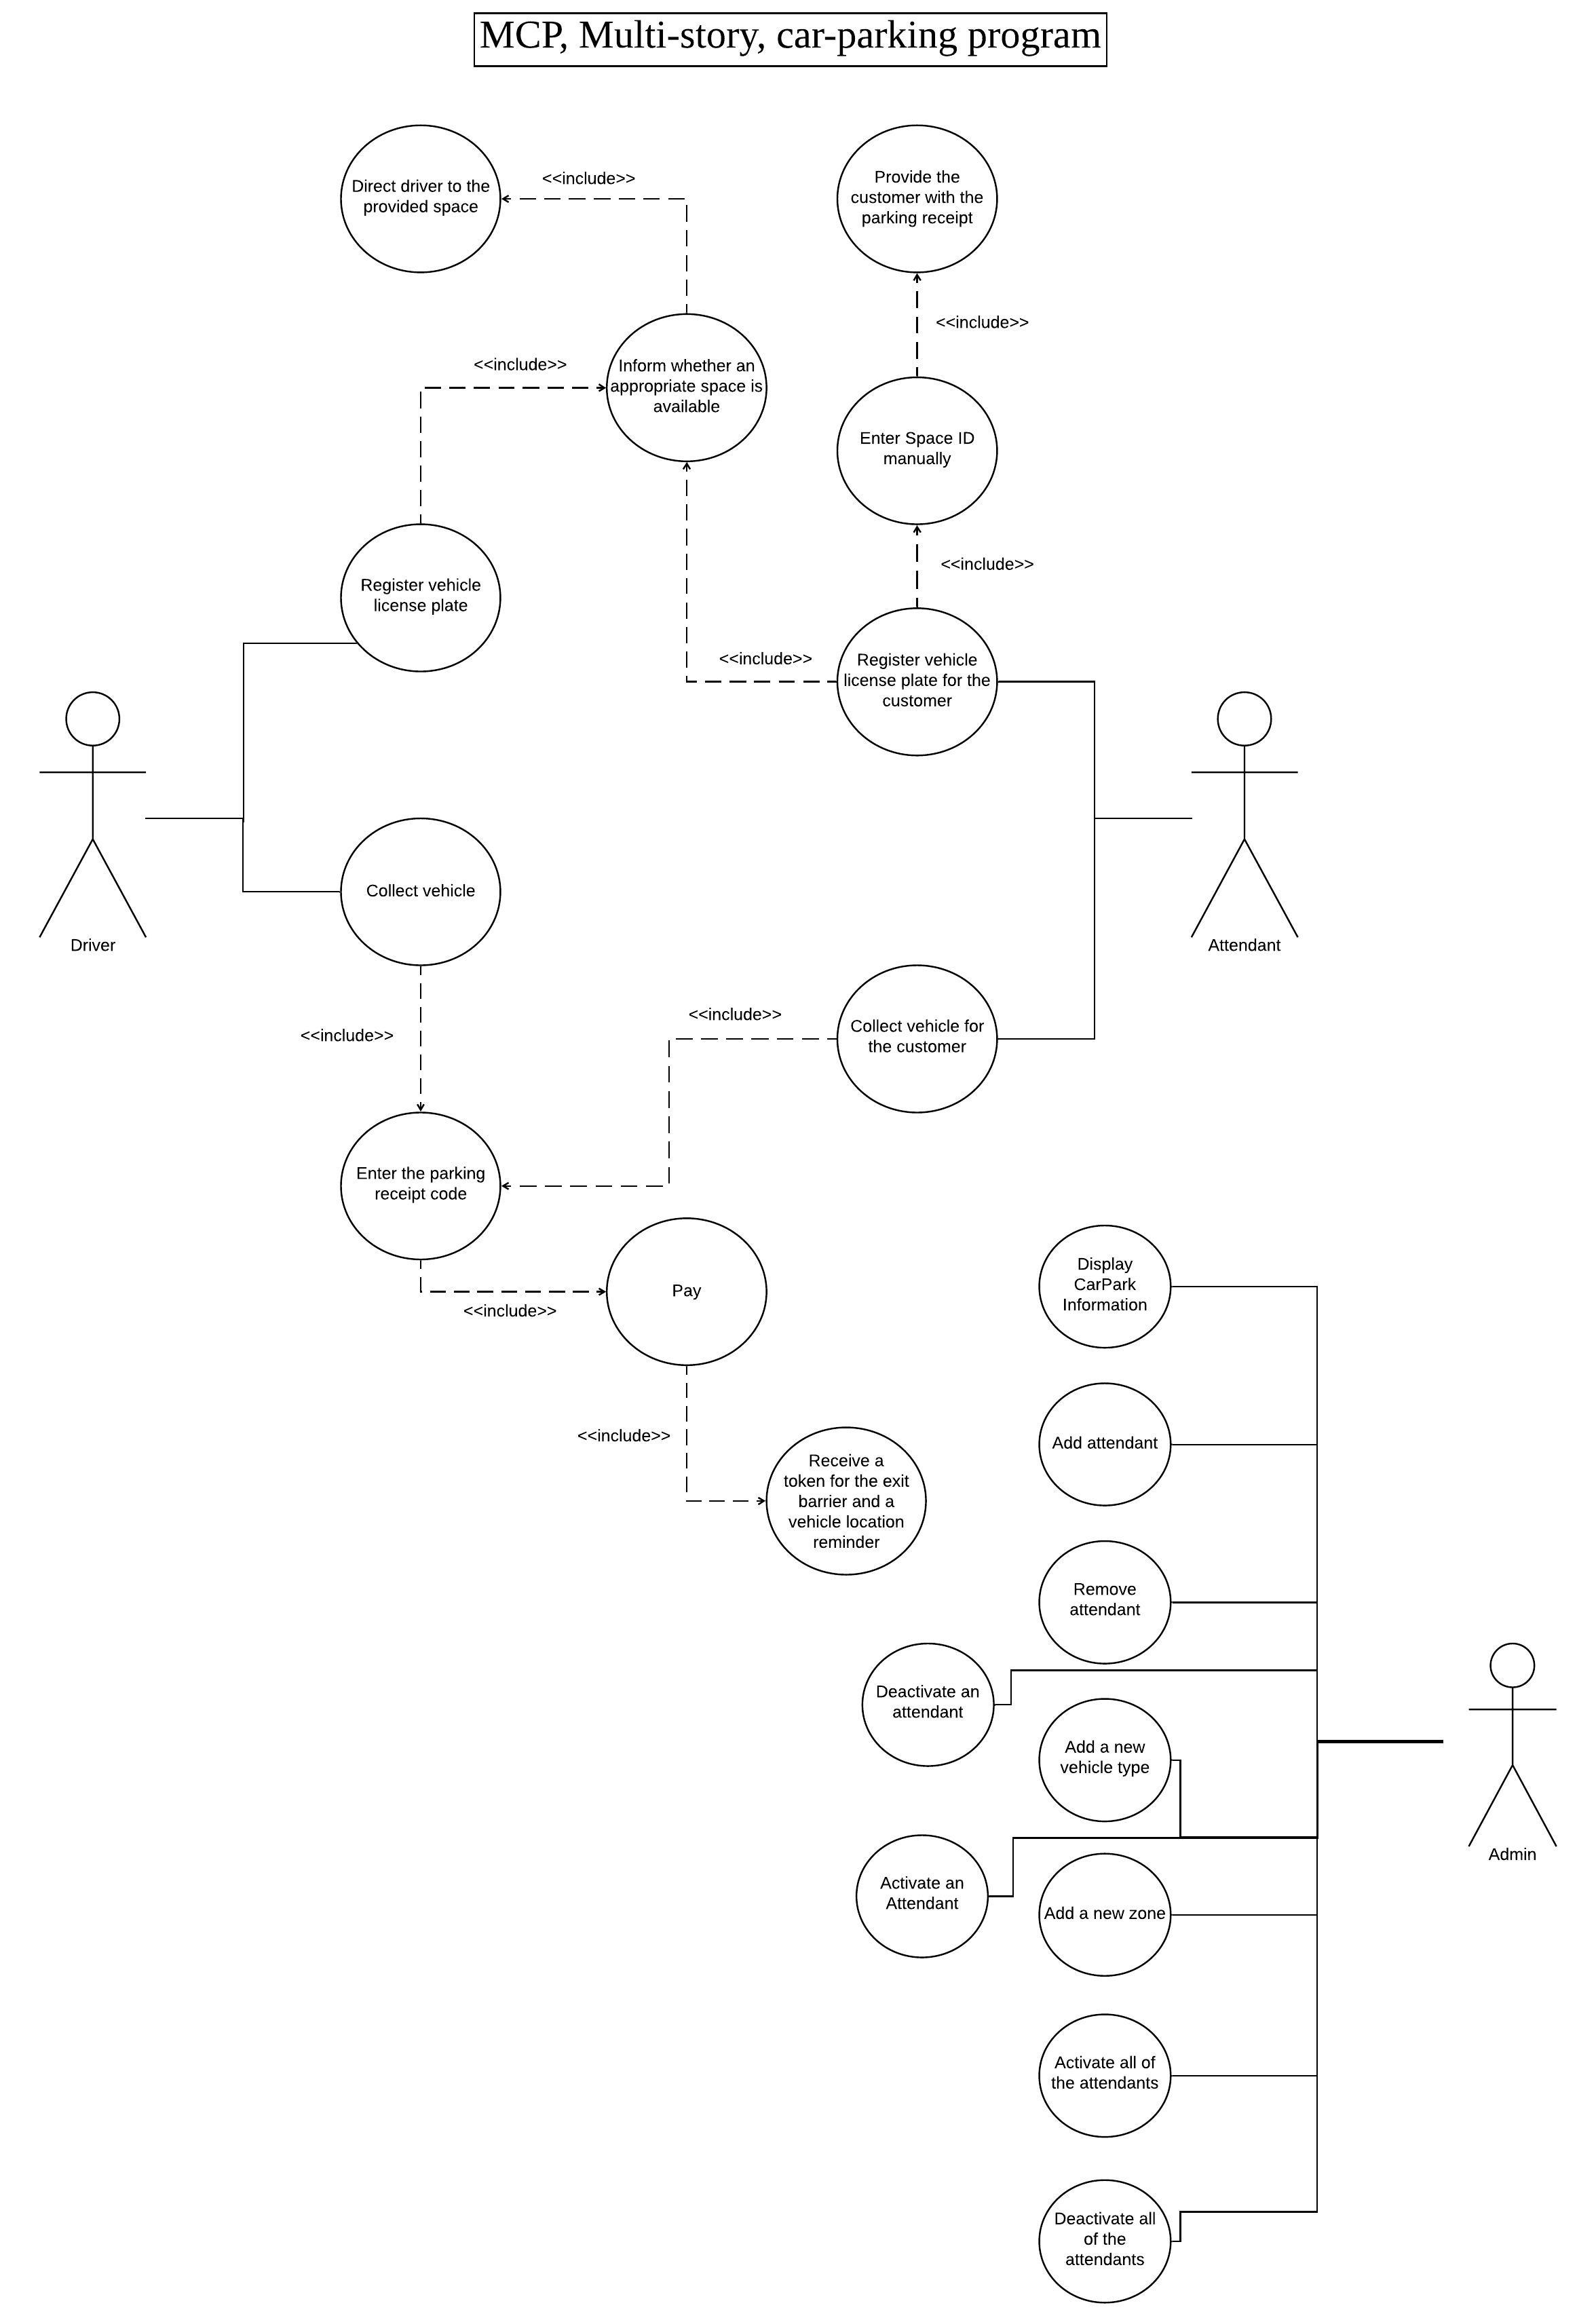 MCP, Multi-story, car-parking program
Direct driver to the
provided space
<<include>>
Provide the
customer with the
parking receipt
<<include>>
<<include>>
Inform whether an
appropriate space is
available
Enter Space ID
manually
<<include>>
Register vehicle
license plate
<<include>>
Register vehicle
license plate for the
customer
Collect vehicle
Driver
Attendant
<<include>>
<<include>>
Collect vehicle for
the customer
Enter the parking
receipt code
<<include>>
Pay
Display
CarPark
Information
<<include>>
Add attendant
Receive a
token for the exit
barrier and a
vehicle location
reminder
Remove
attendant
Deactivate an
attendant
Add a new
vehicle type
Admin
Activate an
Attendant
Add a new zone
Activate all of
the attendants
Deactivate all
of the
attendants